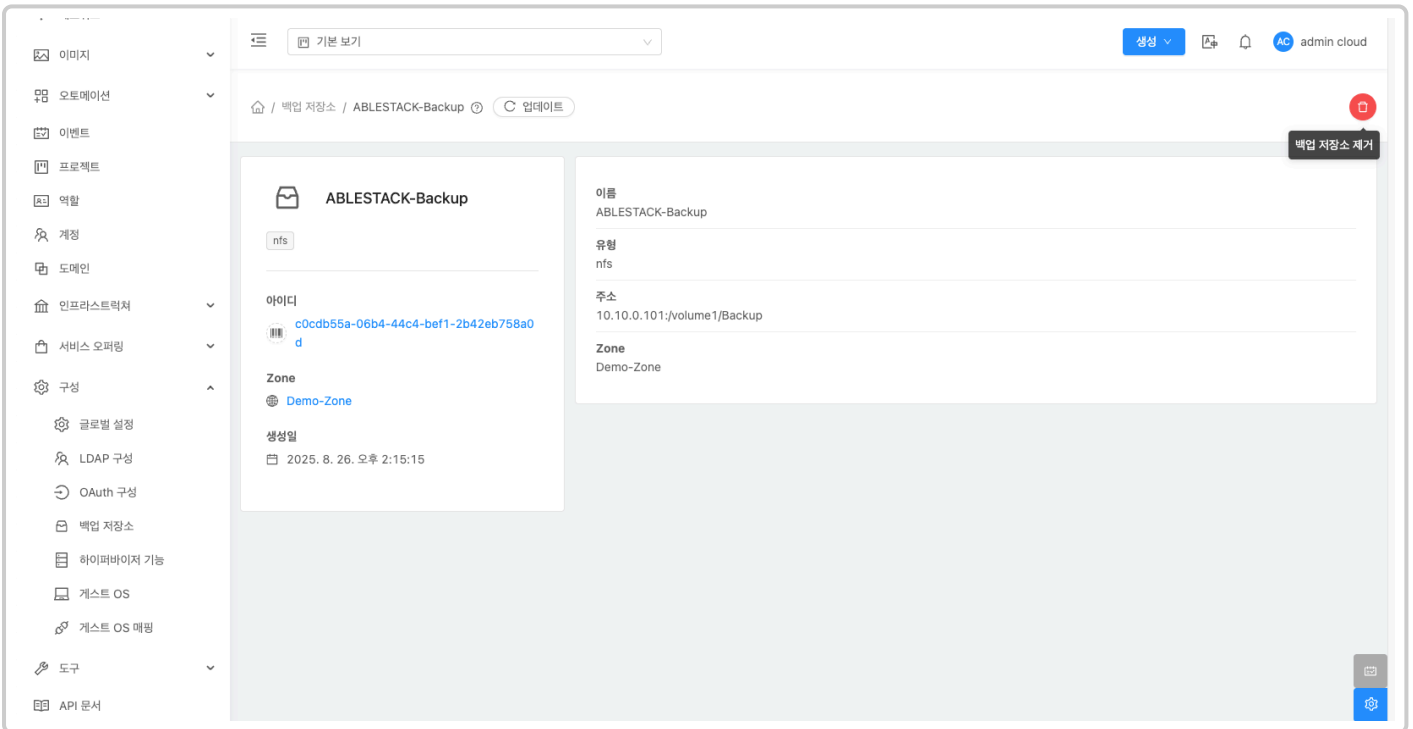 기본 보기
생성
AC
admin cloud
이미지
오토메이션
이벤트
프로젝트
역할
계정
도메인
인프라스트럭쳐
서비스 오퍼링
구성
글로벌 설정
LDAP 구성
OAuth 구성
백업 저장소
하이퍼바이저 기능
게스트 OS
게스트 OS 매핑
도구
API 문서
/ 백업 저장소 / ABLESTACK-Backup
업데이트
백업 저장소 제거
ABLESTACK-Backup
nfs
아이디
c0cdb55a-06b4-44c4-bef1-2b42eb758a0
d
Zone
Demo-Zone
생성일
2025. 8. 26. 오후 2:15:15
이름
ABLESTACK-Backup
유형
nfs
주소
10.10.0.101:/volume1/Backup
Zone
Demo-Zone